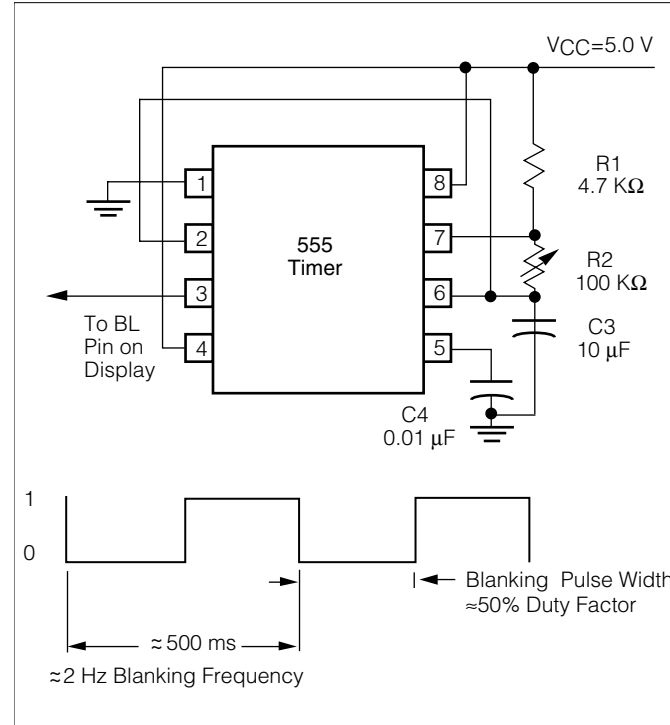 VCC=5.0 V
R1
4.7 KΩ
1
8
2
7
555
Timer
R2
100 KΩ
3
6
To BL
Pin on
Display
C3
10 µF
4
5
C4
0.01 µF
1
0
Blanking Pulse Width
≈50% Duty Factor
≈500 ms
≈2 Hz Blanking Frequency